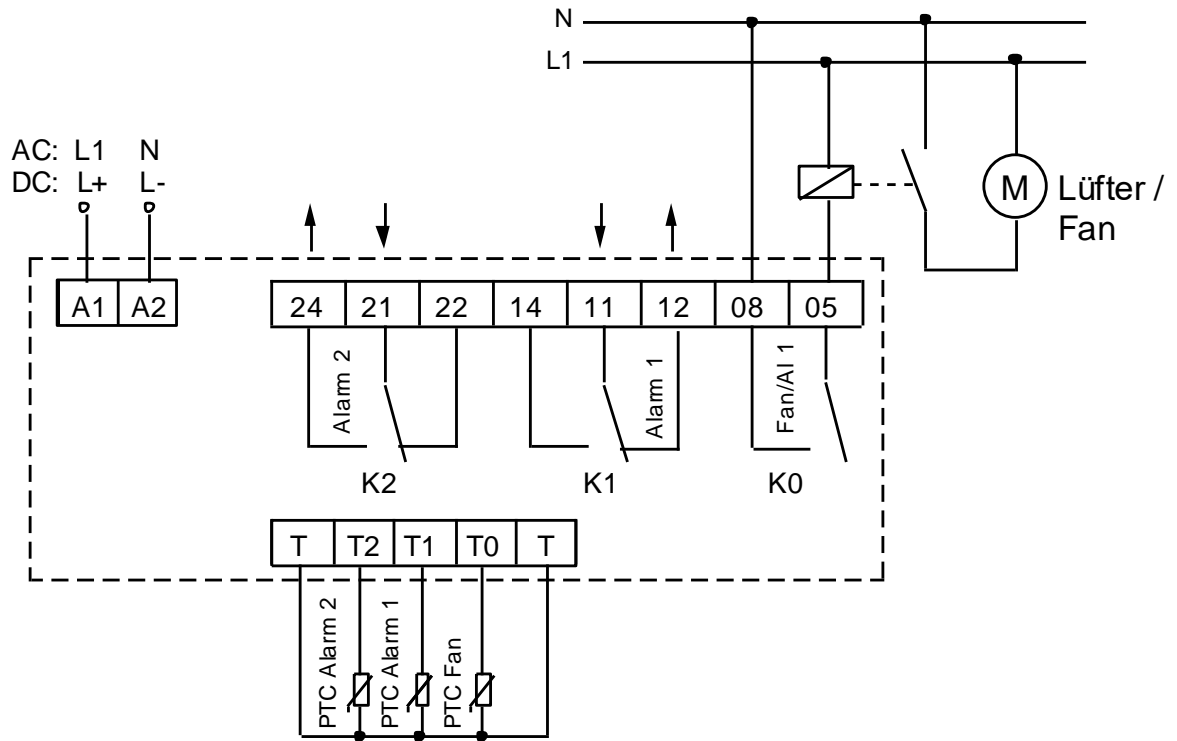 N
L1
AC: L1 N
DC: L+ L-
M
Lüfter /
Fan
A1 A2
24 21 22 14 11 12 08 05
Alarm 2
Alarm 1
Fan/Al 1
K2
K1
K0
T T2 T1 T0 T
PTC Alarm 2
PTC Alarm 1
PTC Fan